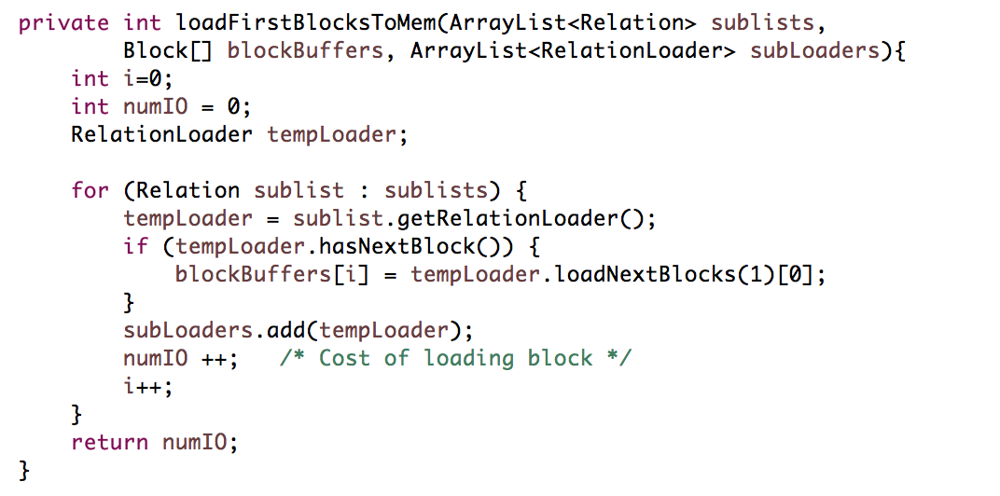 private int loadFirstBlocksToMem(ArrayList<Relation> sublists,
        Block[] blockBuffers, ArrayList<RelationLoader> subLoaders){
    int i=0;
    int numIO = 0;
    RelationLoader tempLoader;

    for (Relation sublist : sublists) {
        tempLoader = sublist.getRelationLoader();
        if (tempLoader.hasNextBlock()) {
            blockBuffers[i] = tempLoader.loadNextBlocks(1)[0];
        }
        subLoaders.add(tempLoader);
        numIO ++;   /* Cost of loading block */
        i++;
    }
    return numIO;
}